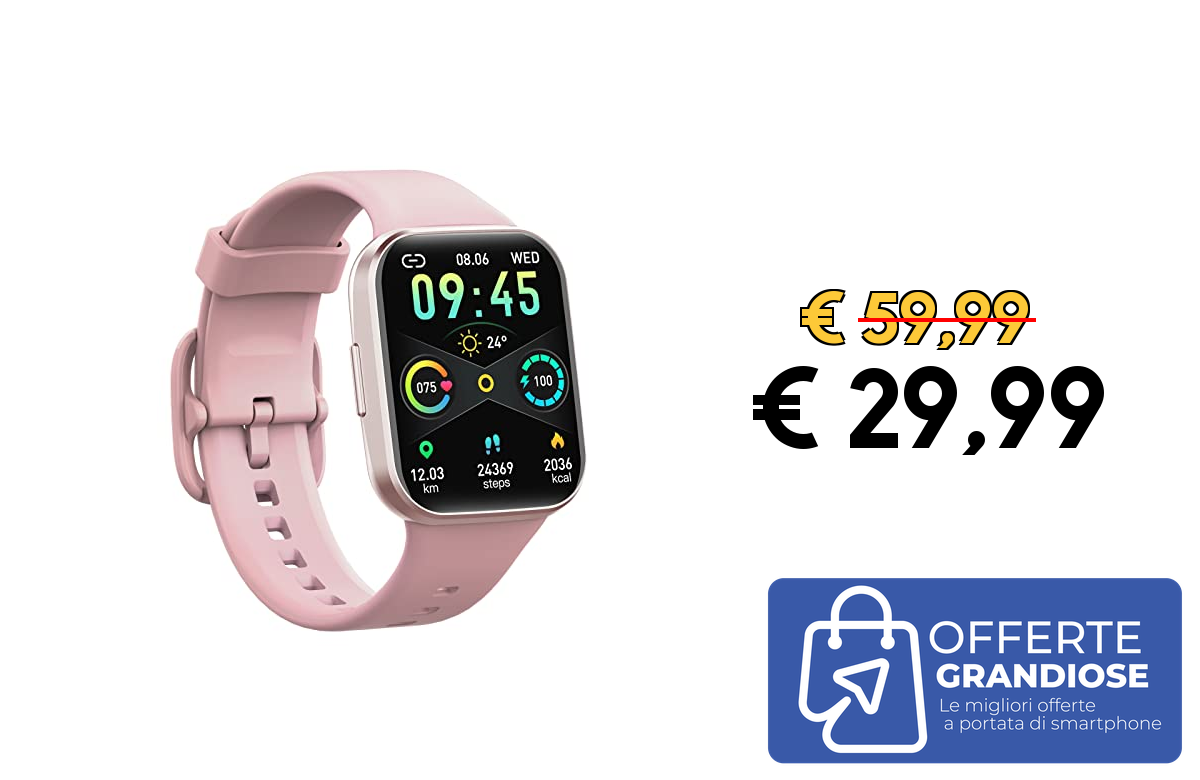 08.06 WED
09:45
24°
075
100
12.03
km
24369
steps
2036
kcal
€ 59,99
€ 29,99
OFFERTE
GRANDIOSE
Le migliori offerte
a portata di smartphone